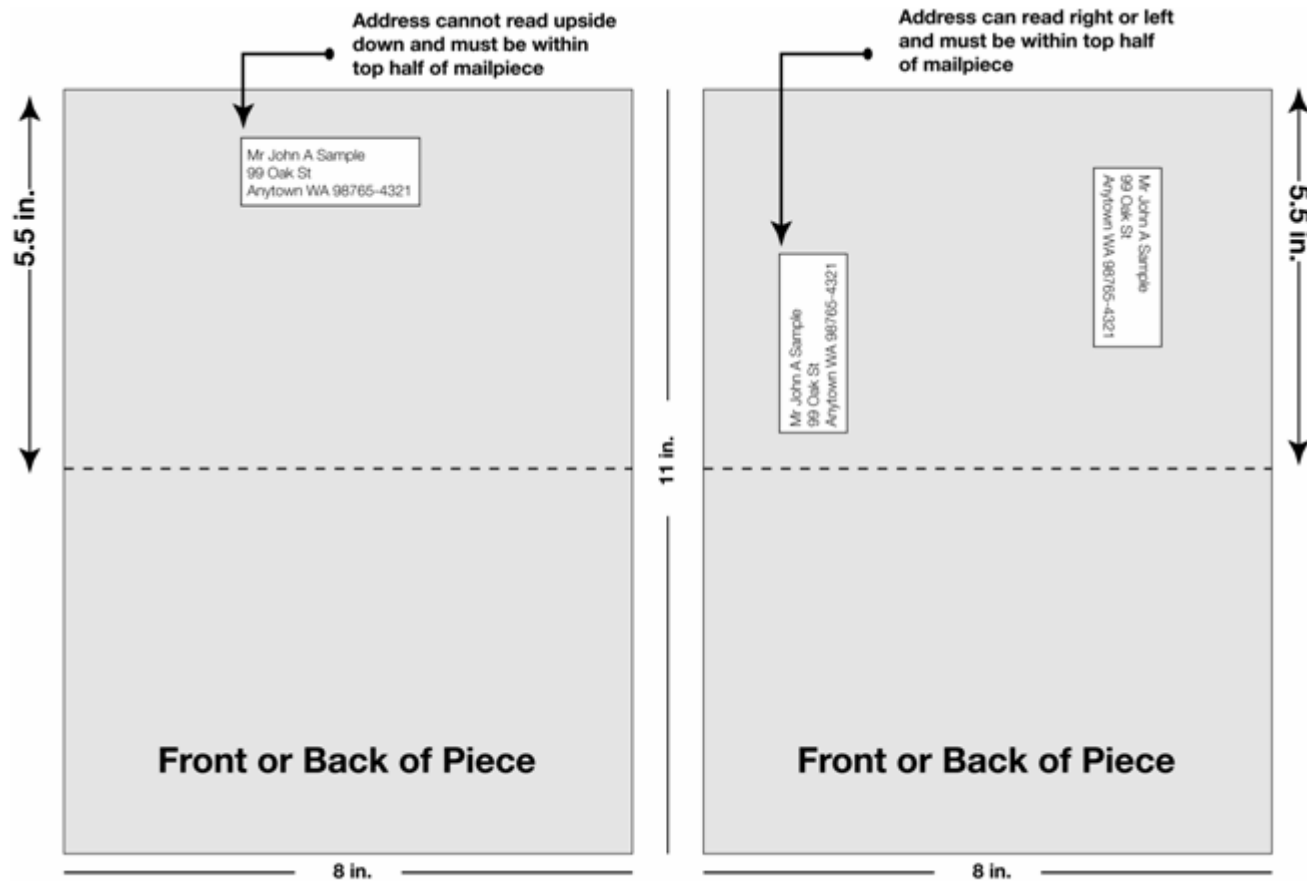 Address cannot read upside
down and must be within
top half of mailpiece
Address can read right or left
and must be within top half
of mailpiece
5.5 in.
Mr John A Sample
99 Oak St
Anytown WA 98765-4321
11 in.
Mr John A Sample
99 Oak St
Anytown WA 98765-4321
Mr John A Sample
99 Oak St
Anytown WA 98765-4321
5.5 in.
Front or Back of Piece
Front or Back of Piece
8 in.
8 in.